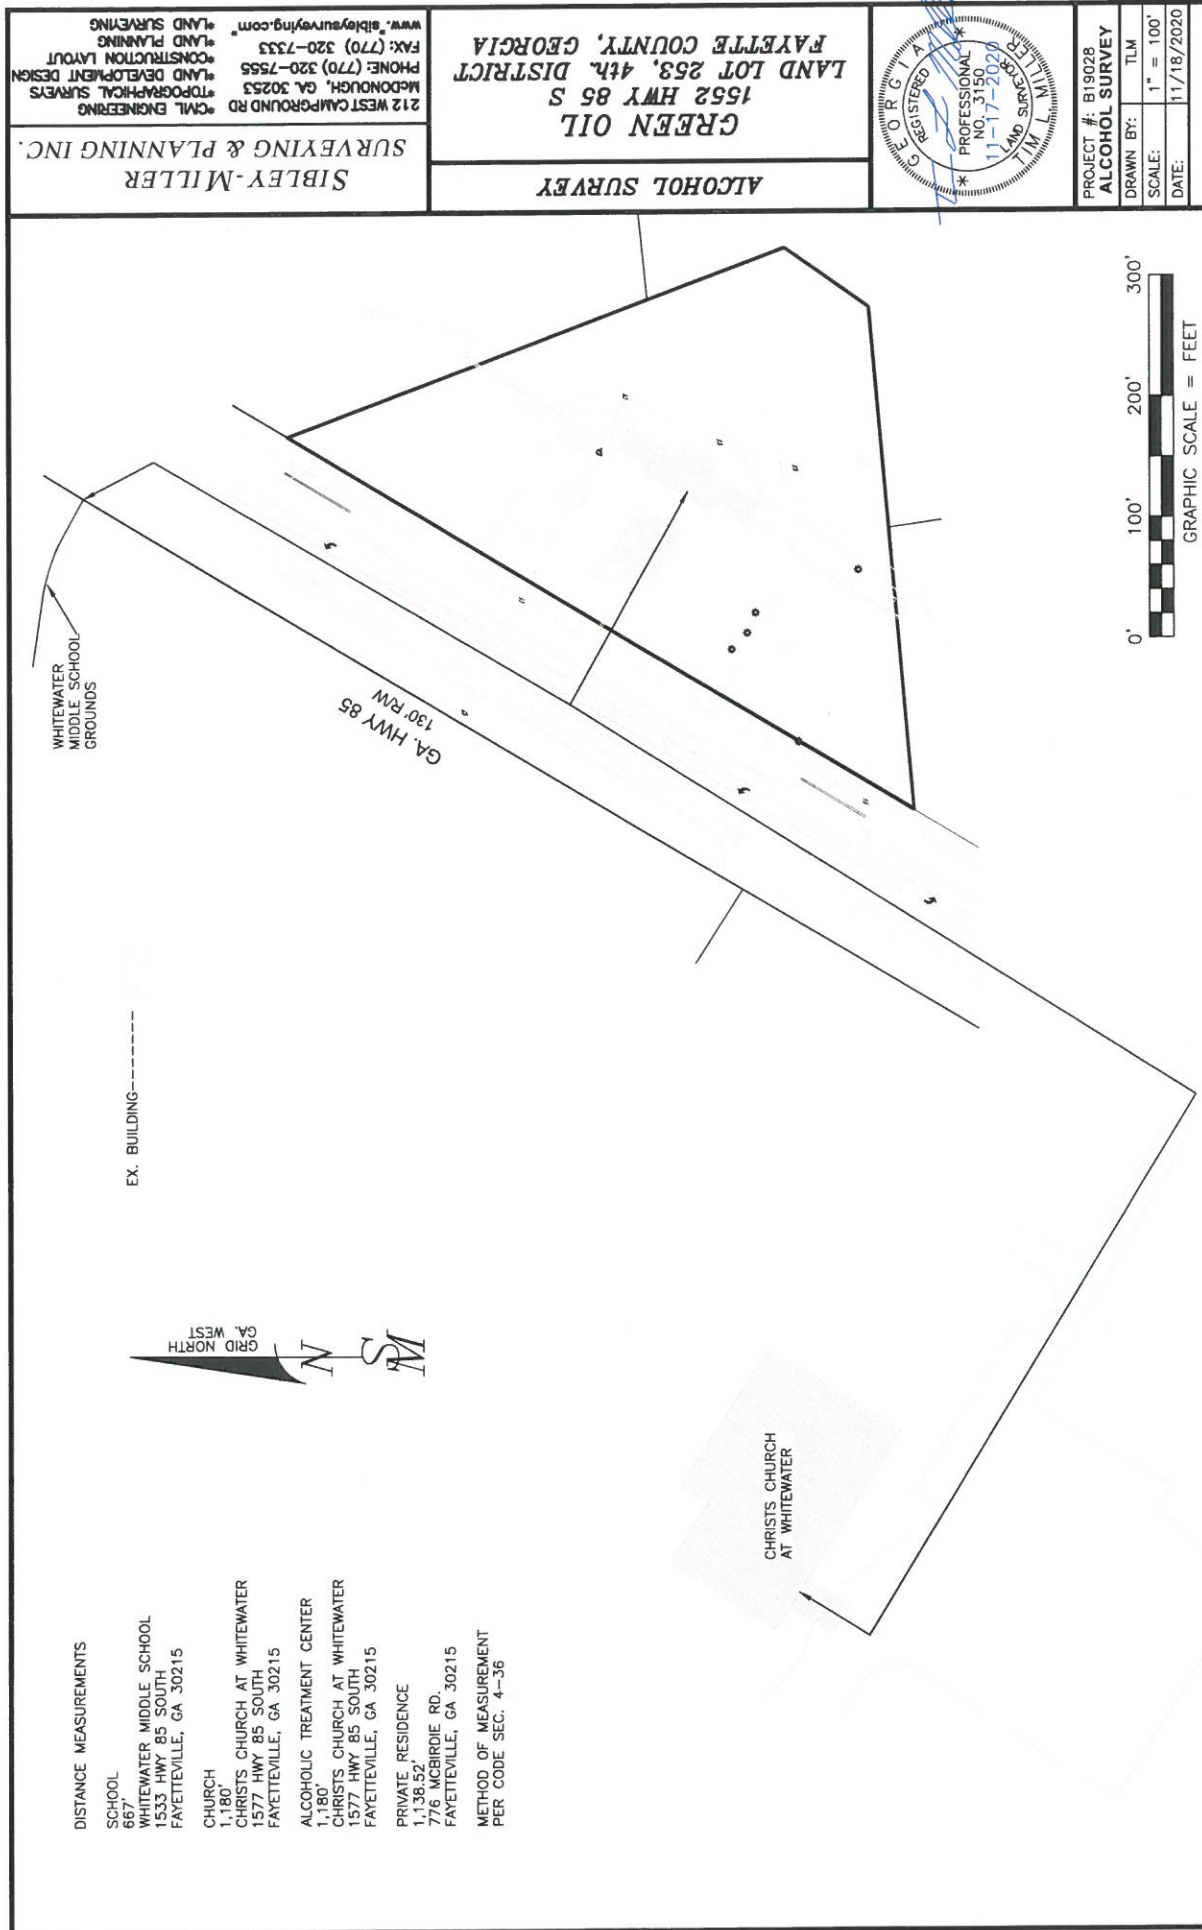 DISTANCE MEASUREMENTS
SCHOOL
667'
WHITEWATER MIDDLE SCHOOL
1533 HWY 85 SOUTH
FAYETTEVILLE, GA 30215
CHURCH
1,180'
CHRISTS CHURCH AT WHITEWATER
1577 HWY 85 SOUTH
FAYETTEVILLE, GA 30215
ALCOHOLIC TREATMENT CENTER
1,180'
CHRISTS CHURCH AT WHITEWATER
1577 HWY 85 SOUTH
FAYETTEVILLE, GA 30215
PRIVATE RESIDENCE
1,138.52'
776 MCBIRDIE RD.
FAYETTEVILLE, GA 30215
METHOD OF MEASUREMENT
PER CODE SEC. 4-36
GRID NORTH
GA. WEST
N
S
EX. BUILDING---------
WHITEWATER
MIDDLE SCHOOL
GROUNDS
GA. HWY 85
130' R/W
CHRISTS CHURCH
AT WHITEWATER
0' 100' 200' 300'
GRAPHIC SCALE = FEET
SIBLEY-MILLER
SURVEYING & PLANNING INC.
212 WEST CAMPGROUND RD
McDONOUGH, GA. 30253
PHONE: (770) 320-7555
FAX: (770) 320-7333
www."sibleysurveying.com"
*CIVIL ENGINEERING
*TOPOGRAPHICAL SURVEYS
*LAND DEVELOPMENT DESIGN
*CONSTRUCTION LAYOUT
*LAND PLANNING
*LAND SURVEYING
ALCOHOL SURVEY
GREEN OIL
1552 HWY 85 S
LAND LOT 253, 4th. DISTRICT
FAYETTE COUNTY, GEORGIA
GEORGIA
REGISTERED
PROFESSIONAL
NO. 3150
11-17-2020
LAND SURVEYOR
TIM L. MILLER
PROJECT #: B19028
ALCOHOL SURVEY
DRAWN BY: TLM
SCALE: 1" = 100'
DATE: 11/18/2020